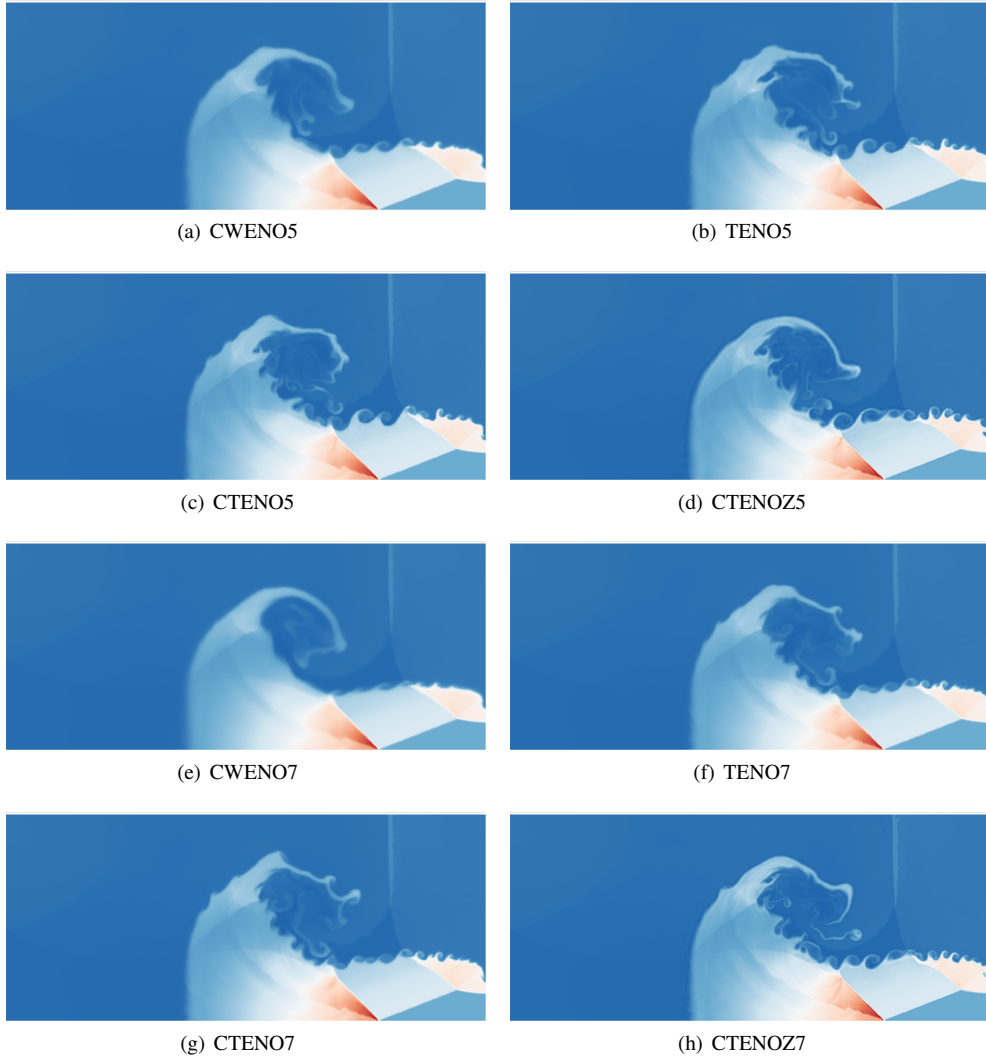 (a) CWENO5
(b) TENO5
(c) CTENO5
(d) CTENOZ5
(e) CWENO7
(f) TENO7
(g) CTENO7
(h) CTENOZ7